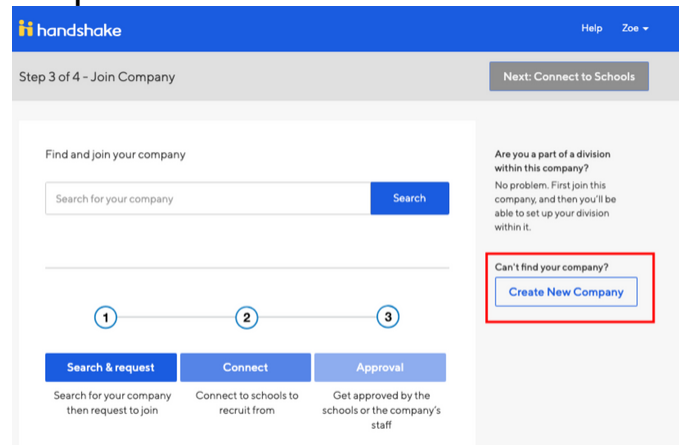 handshake
Help Zoe
Step 3 of 4 - Join Company
Next: Connect to Schools
Find and join your company
Search for your company
Search
1
2
3
Search & request
Connect
Approval
Search for your company
then request to join
Connect to schools to
recruit from
Get approved by the
schools or the company's
staff
Are you a part of a division
within this company?
No problem. First join this
company, and then you'll be
able to set up your division
within it.
Can't find your company?
Create New Company